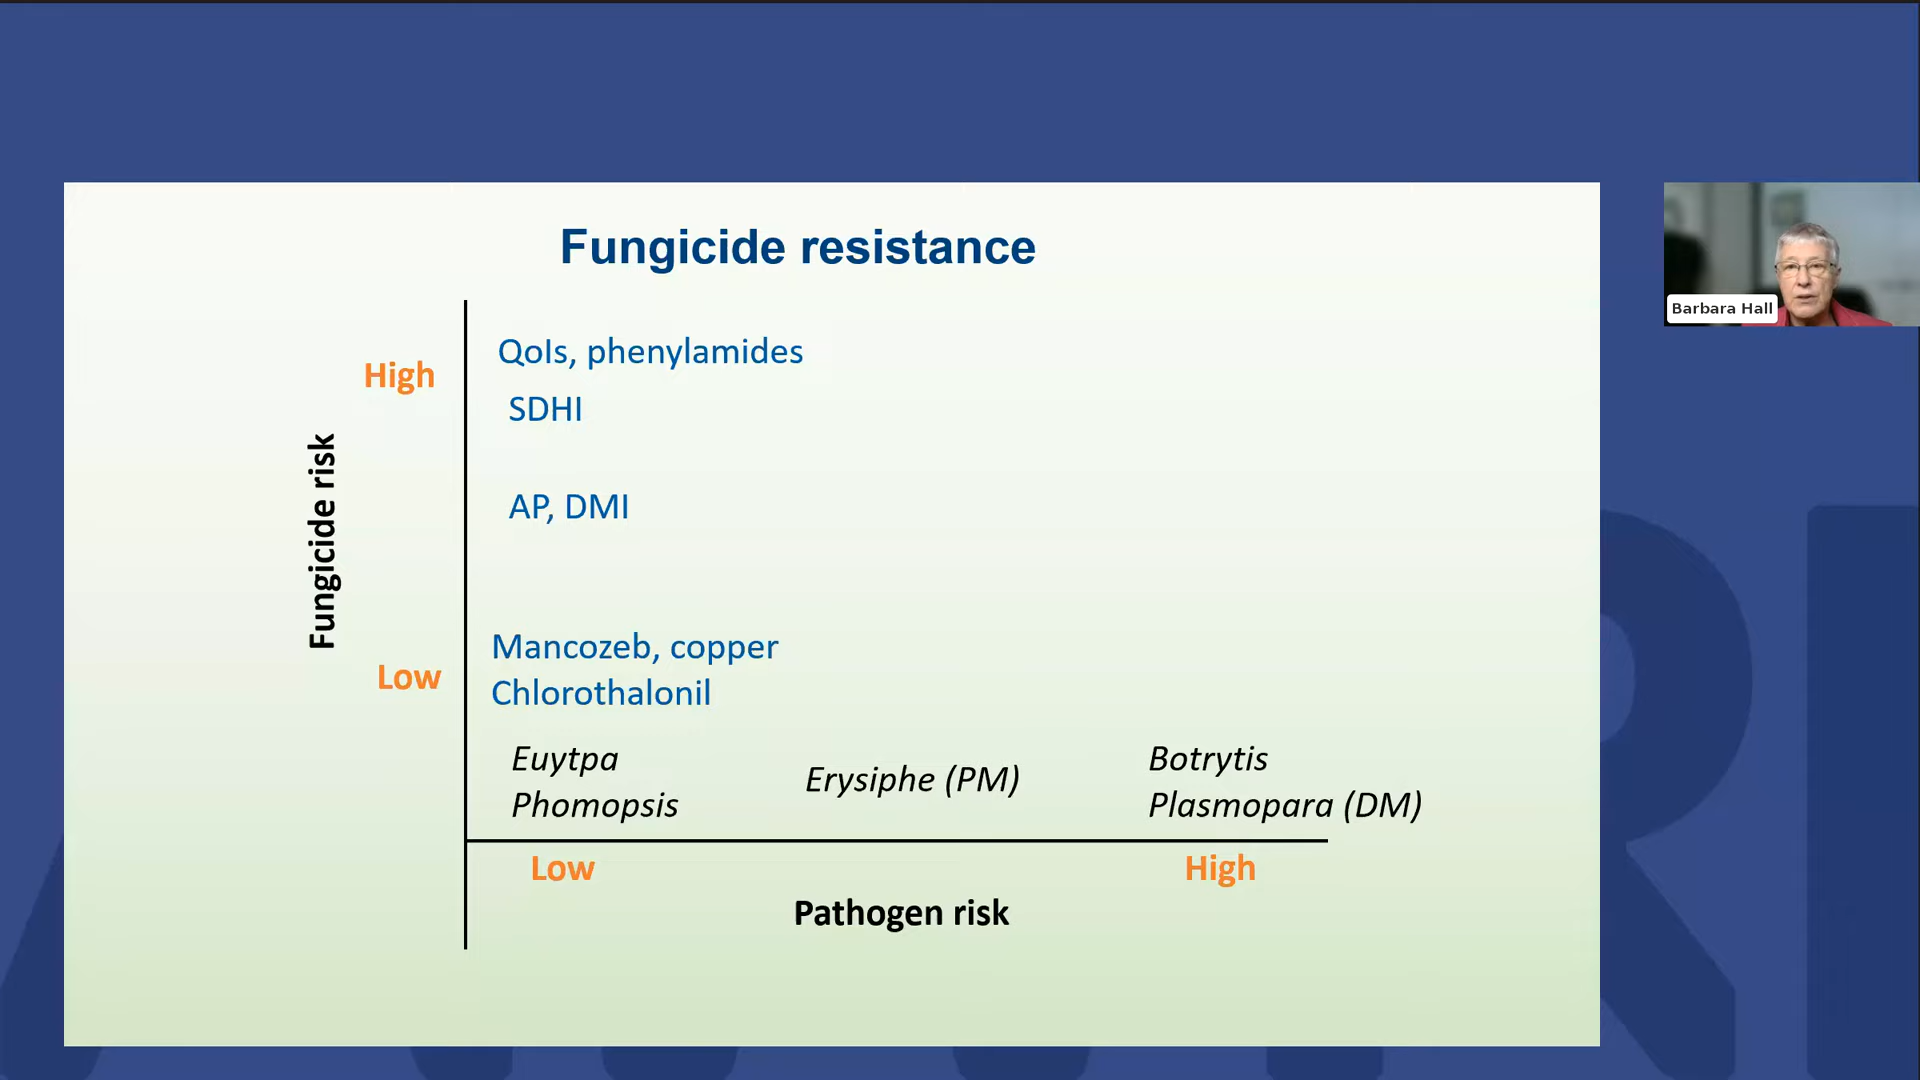 Fungicide resistance
QoIs, phenylamides
High
SDHI
Fungicide risk
AP, DMI
Mancozeb, copper
Low
Chlorothalonil
Euytpa
Phomopsis
Erysiphe (PM)
Botrytis
Plasmopara (DM)
Low
High
Pathogen risk
Barbara Hall